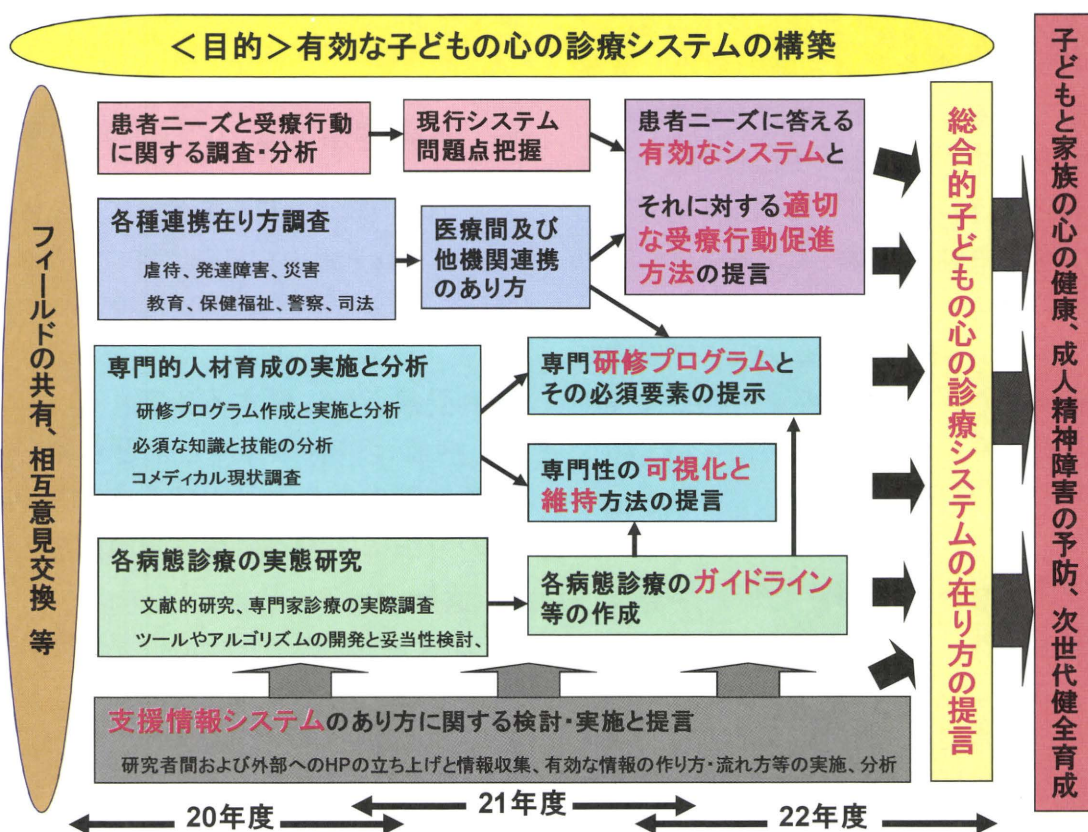 <目的>有効な子どもの心の診療システムの構築
フィールドの共有、相互意見交換 等
患者ニーズと受療行動
に関する調査・分析
現行システム
問題点把握
患者ニーズに答える
有効なシステムと
それに対する適切
な受療行動促進
方法の提言
各種連携在り方調査
虐待、発達障害、災害
教育、保健福祉、警察、司法
医療間及び
他機関連携
のあり方
専門的人材育成の実施と分析
研修プログラム作成と実施と分析
必須な知識と技能の分析
コメディカル現状調査
専門研修プログラムと
その必須要素の提示
専門性の可視化と
維持方法の提言
各病態診療の実態研究
文献的研究、専門家診療の実際調査
ツールやアルゴリズムの開発と妥当性検討、
各病態診療のガイドライン
等の作成
支援情報システムのあり方に関する検討・実施と提言
研究者間および外部へのHPの立ち上げと情報収集、有効な情報の作り方・流れ方等の実施、分析
総合的子どもの心の診療システムの在り方の提言
子どもと家族の心の健康、成人精神障害の予防、次世代健全育成
20年度
21年度
22年度